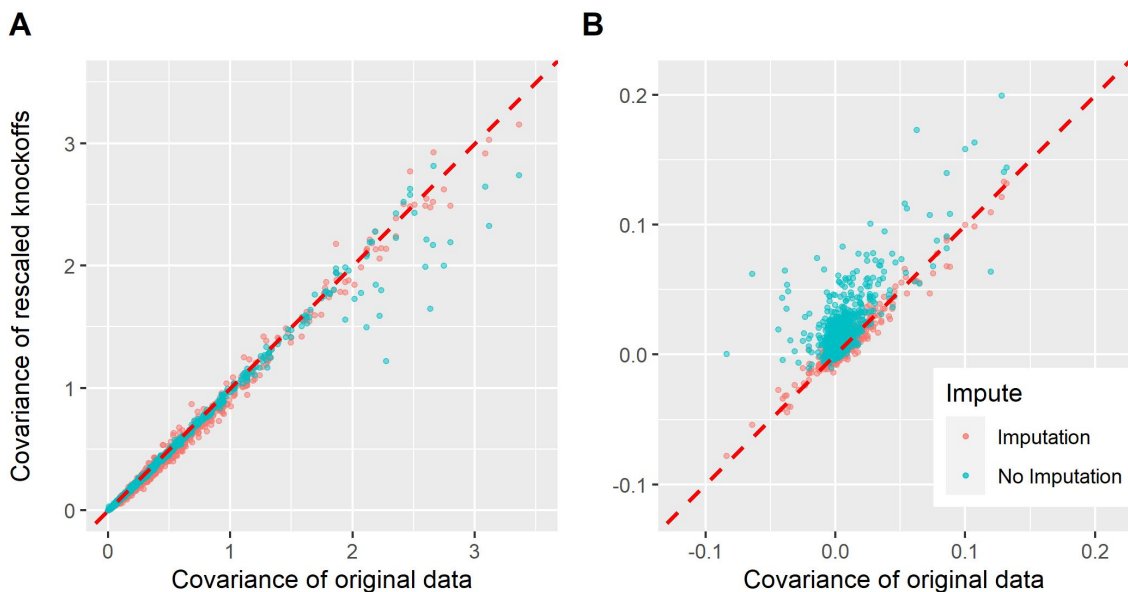 A
B
Covariance of rescaled knockoffs
3
2
1
0
0
1
2
3
Covariance of original data
0.2
0.1
0.0
-0.1
-0.1
0.0
0.1
0.2
Covariance of original data
Impute
Imputation
No Imputation